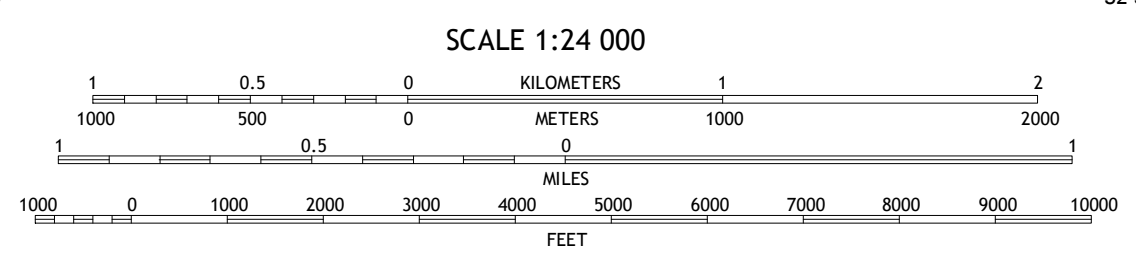 SCALE 1:24 000
1 0.5 0 KILOMETERS 1 2
1000 500 0 METERS 1000 2000
1 0.5 0 1
MILES
1000 0 1000 2000 3000 4000 5000 6000 7000 8000 9000 10000
FEET